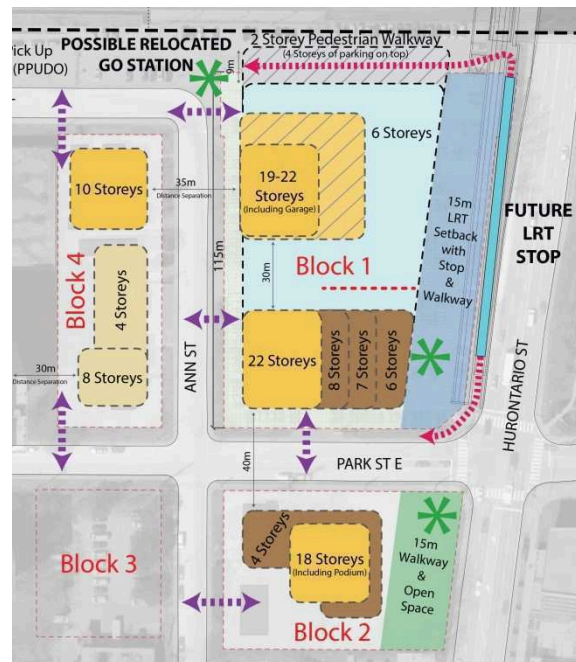 2 Storey Pedestrian Walkway
(4 Storeys of parking on top)
Pick Up
(PPUDO)
POSSIBLE RELOCATED
GO STATION
9m
6 Storeys
10 Storeys
35m
Distance Separation
19-22
Storeys
(Including Garage)
15m
LRT
Setback
with
Stop
&
Walkway
FUTURE
LRT
STOP
Block 4
4 Storeys
115m
30m
Block 1
30m
Distance Separation
8 Storeys
ANN ST
22 Storeys
8 Storeys
7 Storeys
6 Storeys
HURONTARIO ST
40m
PARK ST E
Block 3
4 Storeys
18 Storeys
(Including Podium)
15m
Walkway
&
Open
Space
Block 2